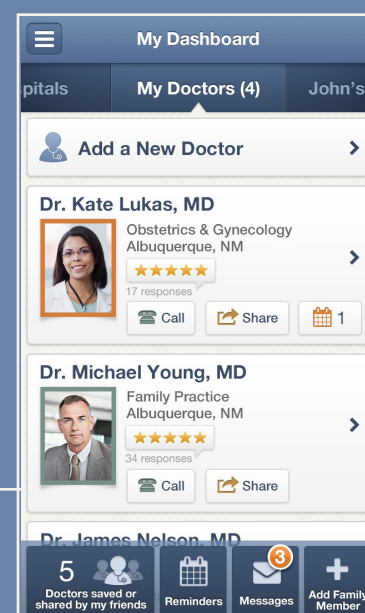 My Dashboard
pitals
My Doctors (4)
John's
Add a New Doctor
Dr. Kate Lukas, MD
Obstetrics & Gynecology
Albuquerque, NM
17 responses
Call
Share
1
Dr. Michael Young, MD
Family Practice
Albuquerque, NM
34 responses
Call
Share
Dr. James Nelson, MD
5
Doctors saved or
shared by my friends
Reminders
3
Messages
Add Family
Member